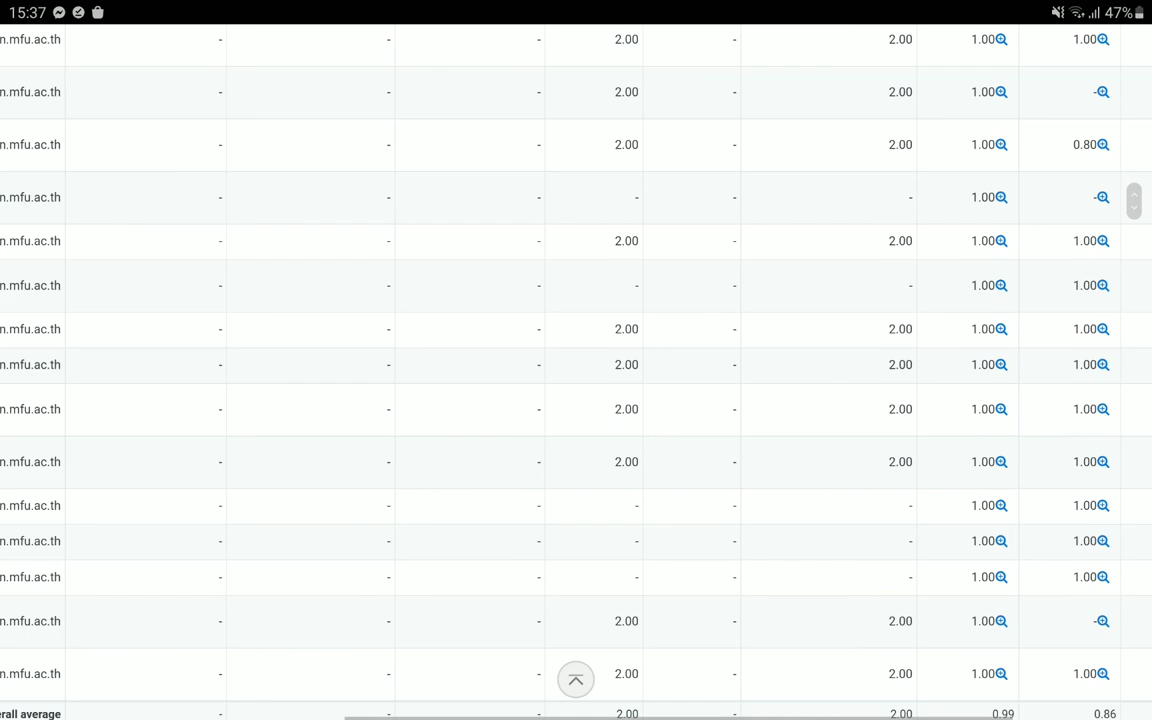 15:37 47%
n.mfu.ac.th - - - 2.00 - 2.00 1.00 1.00
n.mfu.ac.th - - - 2.00 - 2.00 1.00 -
n.mfu.ac.th - - - 2.00 - 2.00 1.00 0.80
n.mfu.ac.th - - - - - - 1.00 -
n.mfu.ac.th - - - 2.00 - 2.00 1.00 1.00
n.mfu.ac.th - - - - - - 1.00 1.00
n.mfu.ac.th - - - 2.00 - 2.00 1.00 1.00
n.mfu.ac.th - - - 2.00 - 2.00 1.00 1.00
n.mfu.ac.th - - - 2.00 - 2.00 1.00 1.00
n.mfu.ac.th - - - 2.00 - 2.00 1.00 1.00
n.mfu.ac.th - - - - - - 1.00 1.00
n.mfu.ac.th - - - - - - 1.00 1.00
n.mfu.ac.th - - - - - - 1.00 1.00
n.mfu.ac.th - - - 2.00 - 2.00 1.00 -
n.mfu.ac.th - - - 2.00 - 2.00 1.00 1.00
erall average - - - 2.00 - 2.00 0.99 0.86